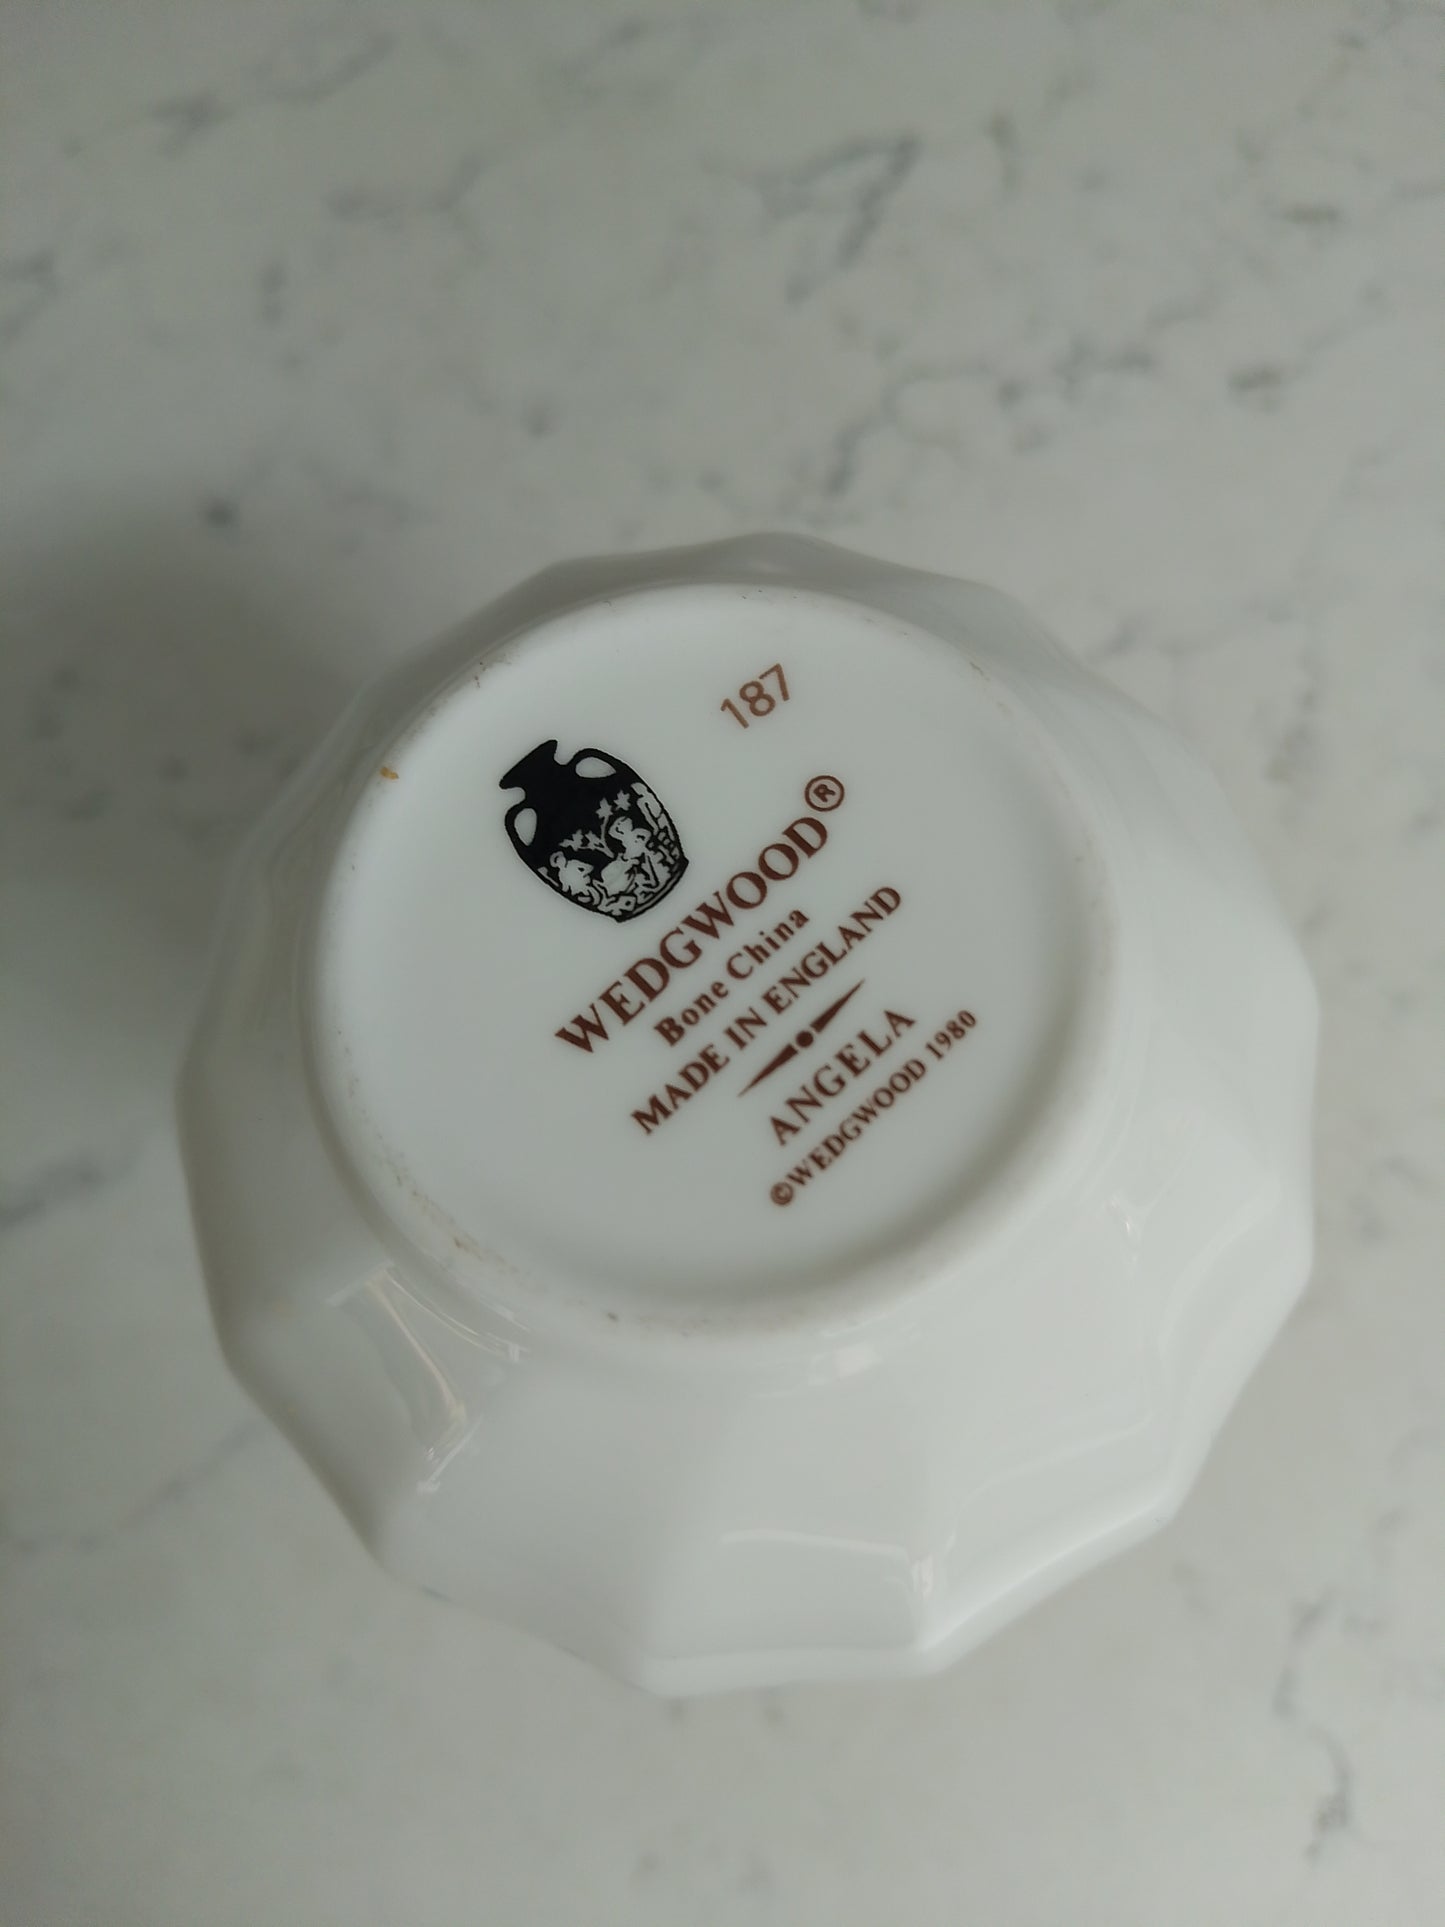 187
WEDGWOOD®
Bone China
MADE IN ENGLAND
ANGELA
©WEDGWOOD 1980